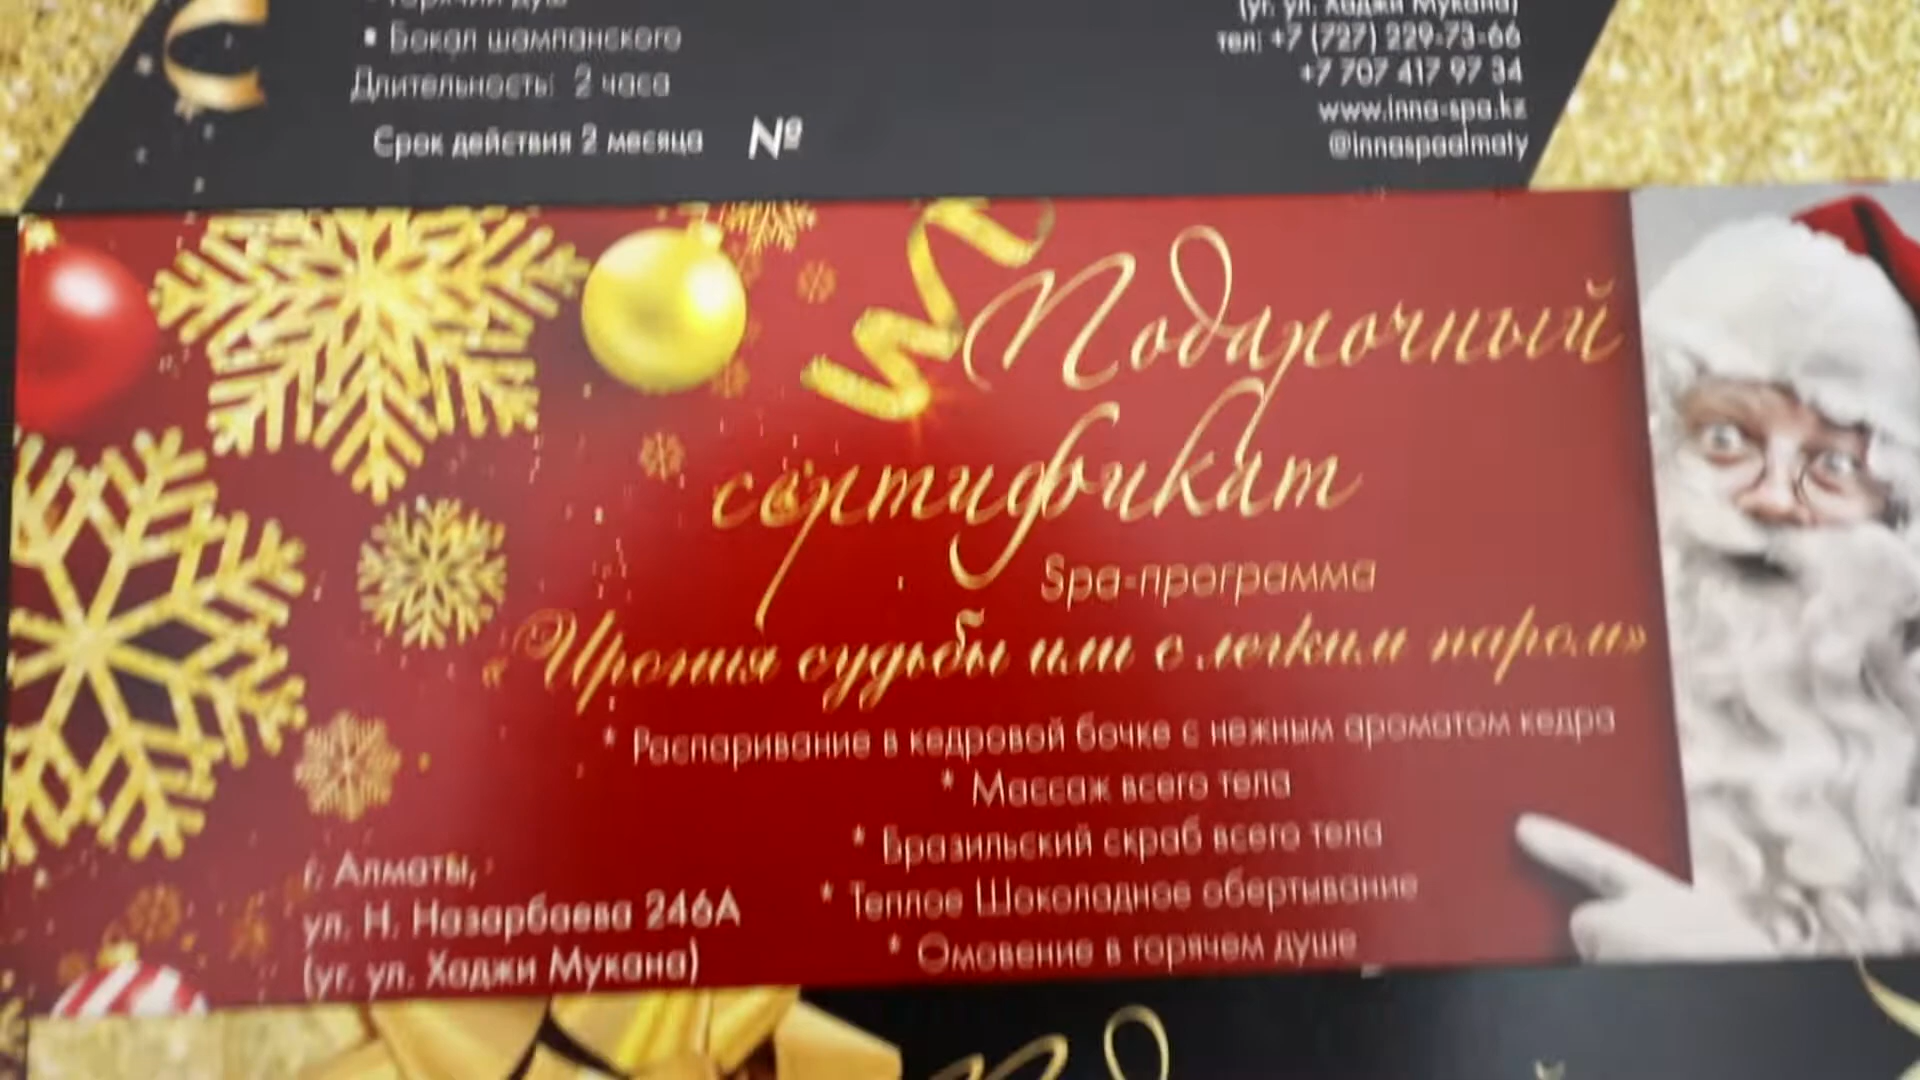 Горячий душ
• Бокал шампанского
Длительность: 2 часа
Срок действия 2 месяца №
(уг. ул. Хаджи Мукана)
тел: +7 (727) 229-73-66
+7 707 417 97 34
www.inna-spa.kz
@innaspaalmaty
Подарочный
сертификат
Spa-программа
«Ирония судьбы или с легким паром»
* Распаривание в кедровой бочке с нежным ароматом кедра
* Массаж всего тела
* Бразильский скраб всего тела
* Теплое Шоколадное обертывание
* Омовение в горячем душе
г. Алматы,
ул. Н. Назарбаева 246А
(уг. ул. Хаджи Мукана)